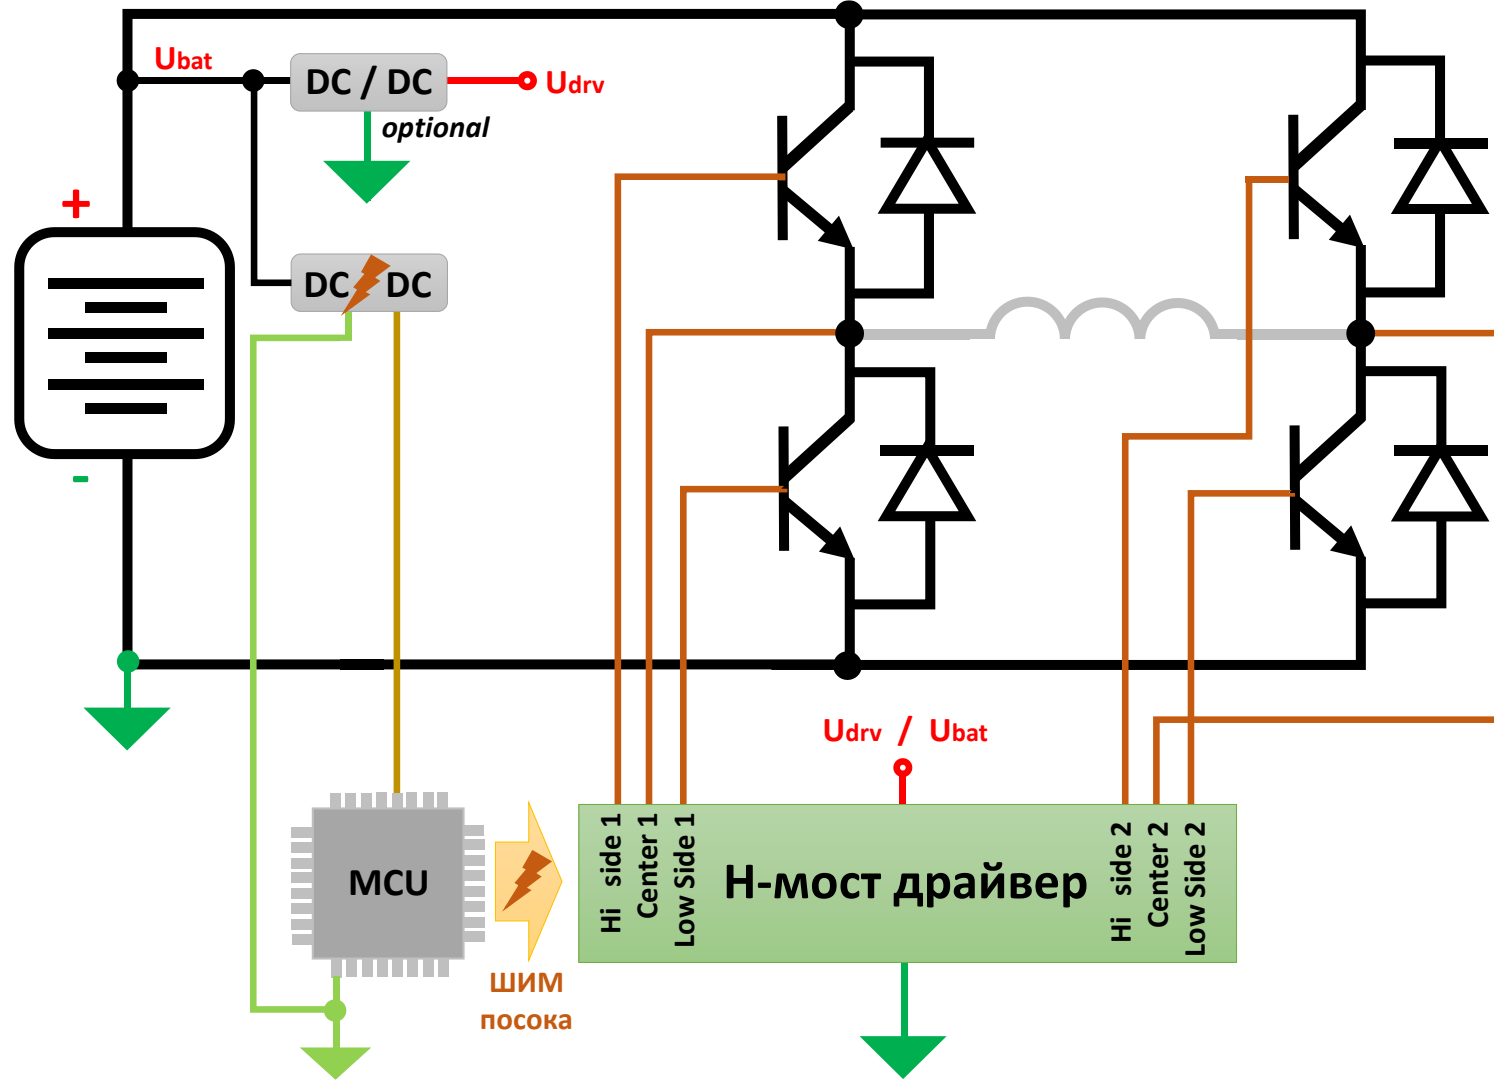 Ubat
DC / DC
Udrv
optional
+
DC DC
-
Udrv / Ubat
MCU
ШИМ
посока
Hi side 1
Center 1
Low Side 1
Н-мост драйвер
Hi side 2
Center 2
Low Side 2